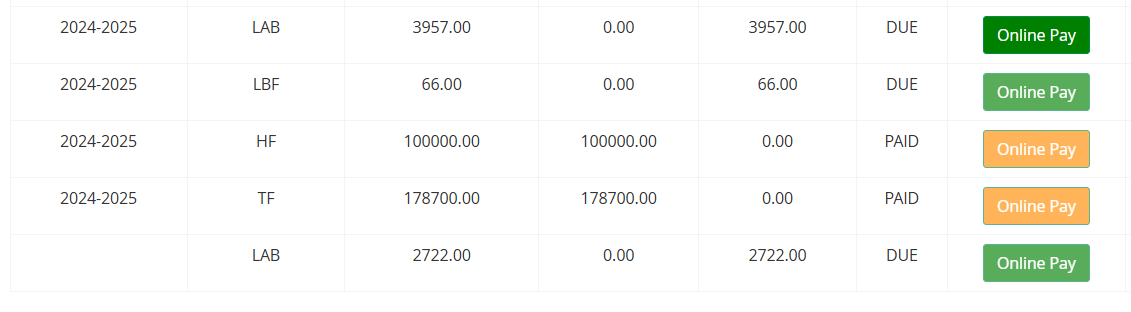 2024-2025 LAB 3957.00 0.00 3957.00 DUE Online Pay
2024-2025 LBF 66.00 0.00 66.00 DUE Online Pay
2024-2025 HF 100000.00 100000.00 0.00 PAID Online Pay
2024-2025 TF 178700.00 178700.00 0.00 PAID Online Pay
LAB 2722.00 0.00 2722.00 DUE Online Pay